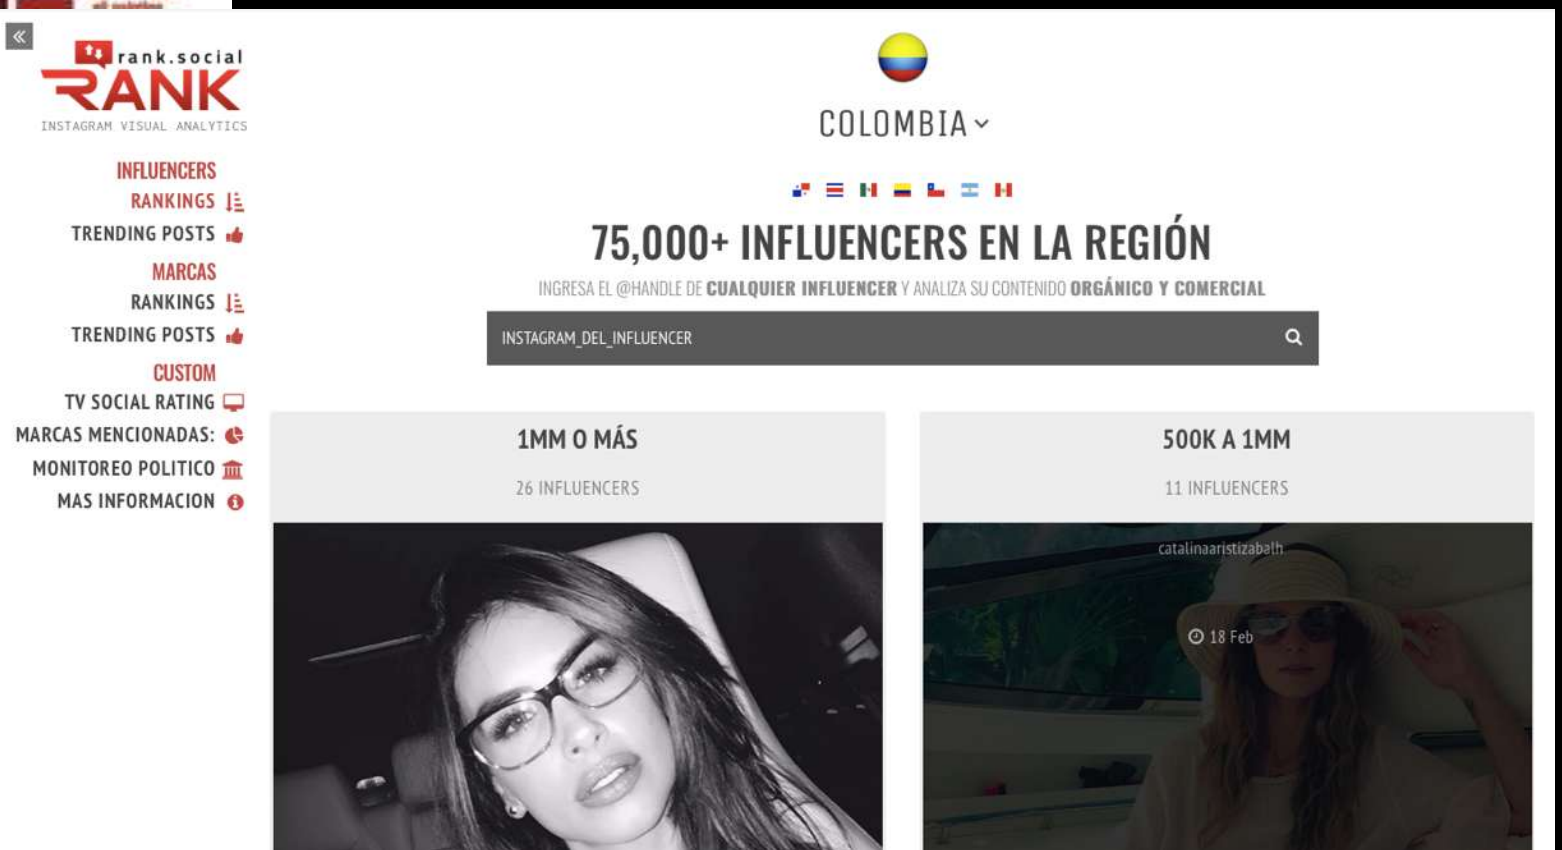 rank.social
RANK
INSTAGRAM VISUAL ANALYTICS
INFLUENCERS
RANKINGS
TRENDING POSTS
MARCAS
RANKINGS
TRENDING POSTS
CUSTOM
TV SOCIAL RATING
MARCAS MENCIONADAS:
MONITOREO POLITICO
MAS INFORMACION
COLOMBIA
75,000+ INFLUENCERS EN LA REGIÓN
INGRESA EL @HANDLE DE CUALQUIER INFLUENCER Y ANALIZA SU CONTENIDO ORGÁNICO Y COMERCIAL
INSTAGRAM_DEL_INFLUENCER
1MM O MÁS
26 INFLUENCERS
500K A 1MM
11 INFLUENCERS
catalinaaristizabalh
18 Feb